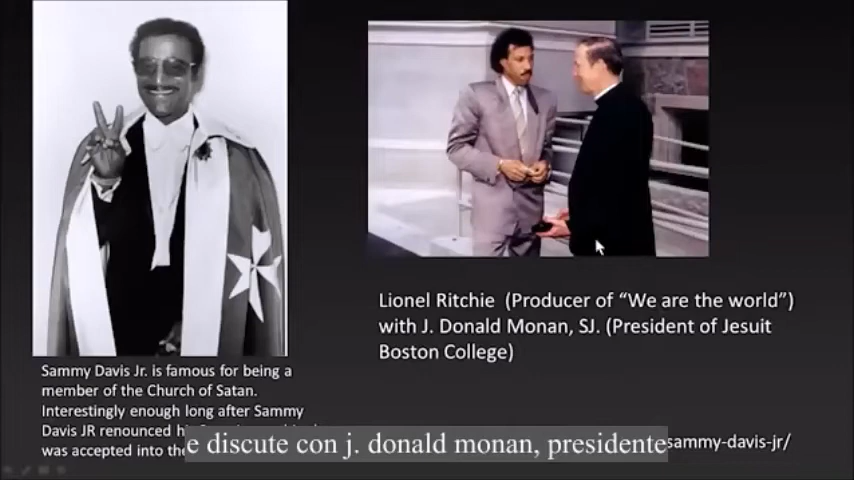 Sammy Davis Jr. is famous for being a
member of the Church of Satan.
Interestingly enough long after Sammy
Davis JR renounced
was accepted into the
Lionel Ritchie (Producer of “We are the world”)
with J. Donald Monan, SJ. (President of Jesuit
Boston College)
sammy-davis-jr/
e discute con j. donald monan, presidente